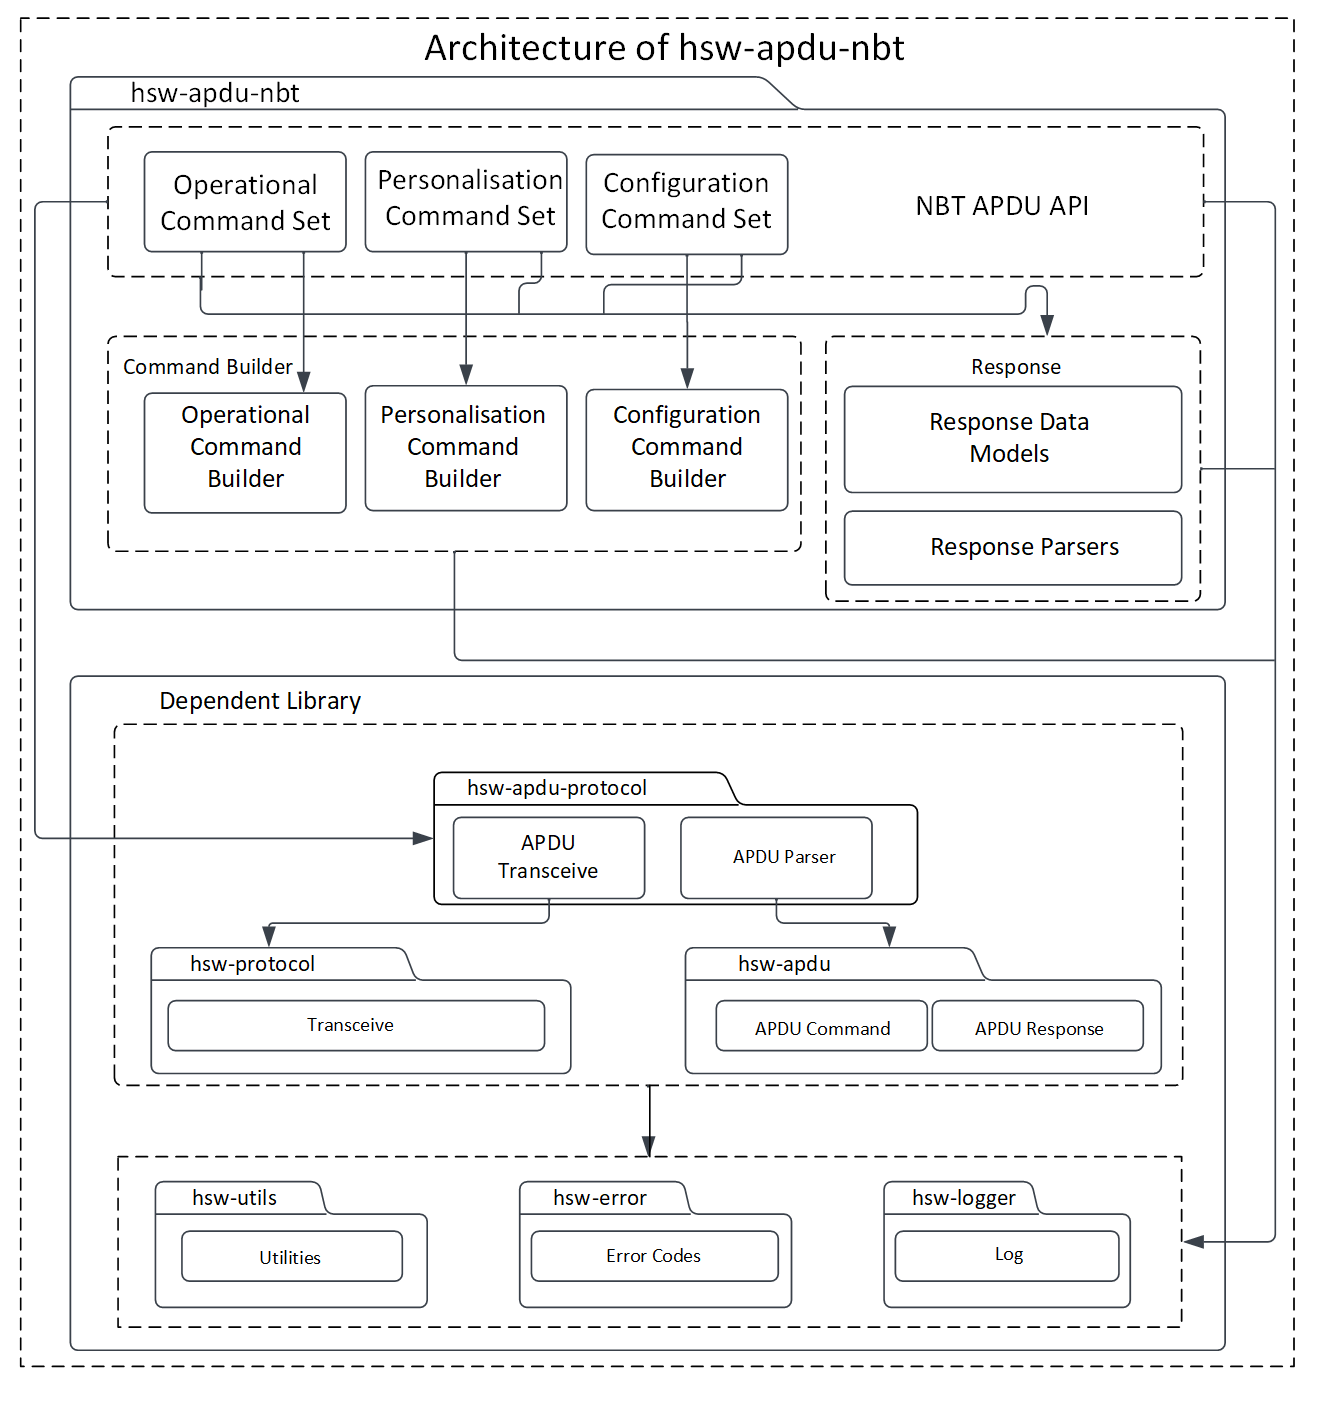 Architecture of hsw-apdu-nbt
hsw-apdu-nbt
Operational
Command Set
Personalisation
Command Set
Configuration
Command Set
NBT APDU API
Command Builder
Operational
Command
Builder
Personalisation
Command
Builder
Configuration
Command
Builder
Response
Response Data
Models
Response Parsers
Dependent Library
hsw-apdu-protocol
APDU
Transceive
APDU Parser
hsw-protocol
Transceive
hsw-apdu
APDU Command
APDU Response
hsw-utils
Utilities
hsw-error
Error Codes
hsw-logger
Log